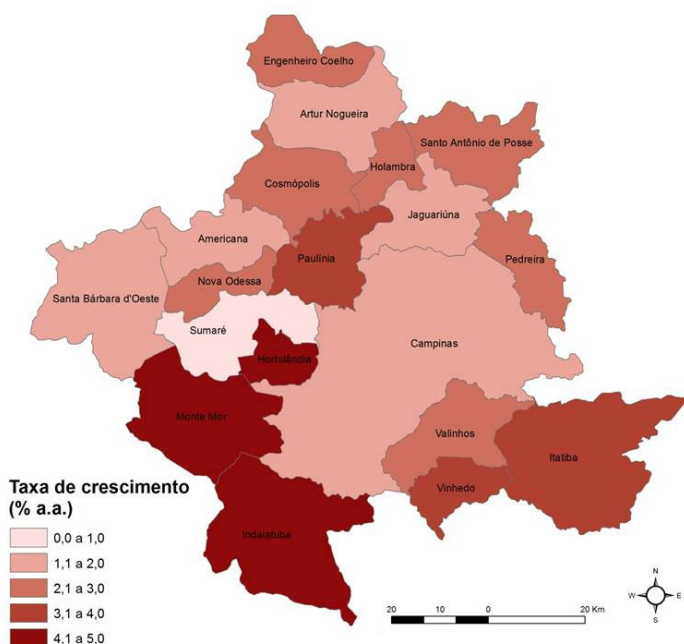 Engenheiro Coelho
Artur Nogueira
Santo Antônio de Posse
Holambra
Cosmópolis
Jaguariúna
Americana
Paulínia
Pedreira
Nova Odessa
Santa Bárbara d'Oeste
Sumaré
Campinas
Hortolândia
Monte Mor
Valinhos
Itatiba
Vinhedo
Indaiatuba
Taxa de crescimento
(% a.a.)
0,0 a 1,0
1,1 a 2,0
2,1 a 3,0
3,1 a 4,0
4,1 a 5,0
N
W E
S
20 10 0 20 Km